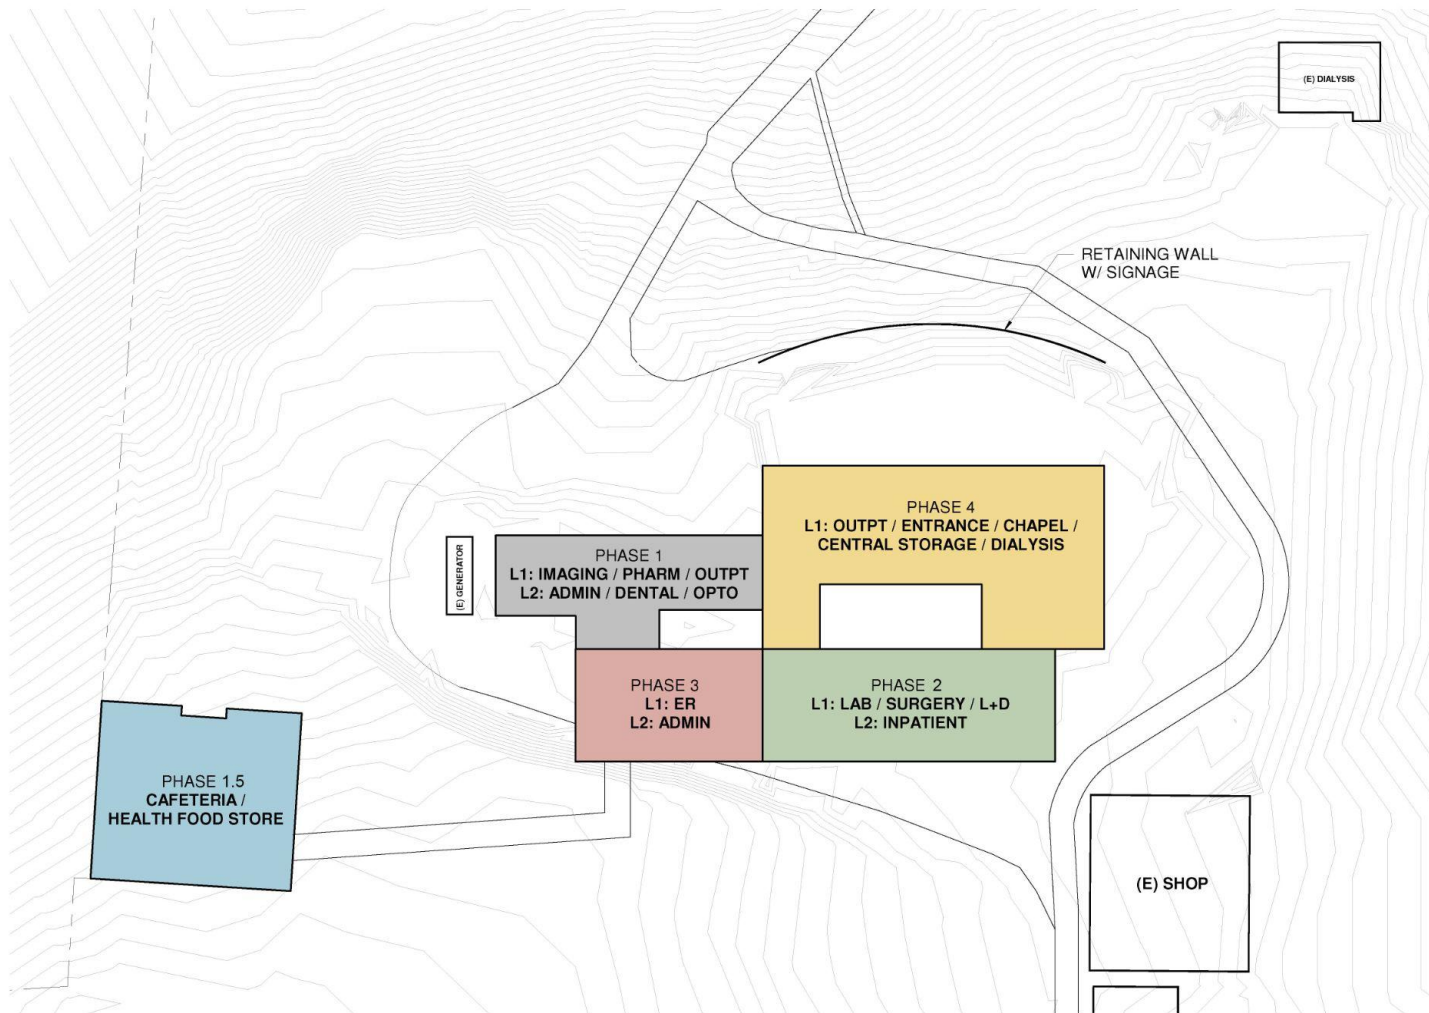 (E) DIALYSIS
RETAINING WALL
W/ SIGNAGE
PHASE 4
L1: OUTPT / ENTRANCE / CHAPEL /
CENTRAL STORAGE / DIALYSIS
(E) GENERATOR
PHASE 1
L1: IMAGING / PHARM / OUTPT
L2: ADMIN / DENTAL / OPTO
PHASE 3
L1: ER
L2: ADMIN
PHASE 2
L1: LAB / SURGERY / L+D
L2: INPATIENT
PHASE 1.5
CAFETERIA /
HEALTH FOOD STORE
(E) SHOP